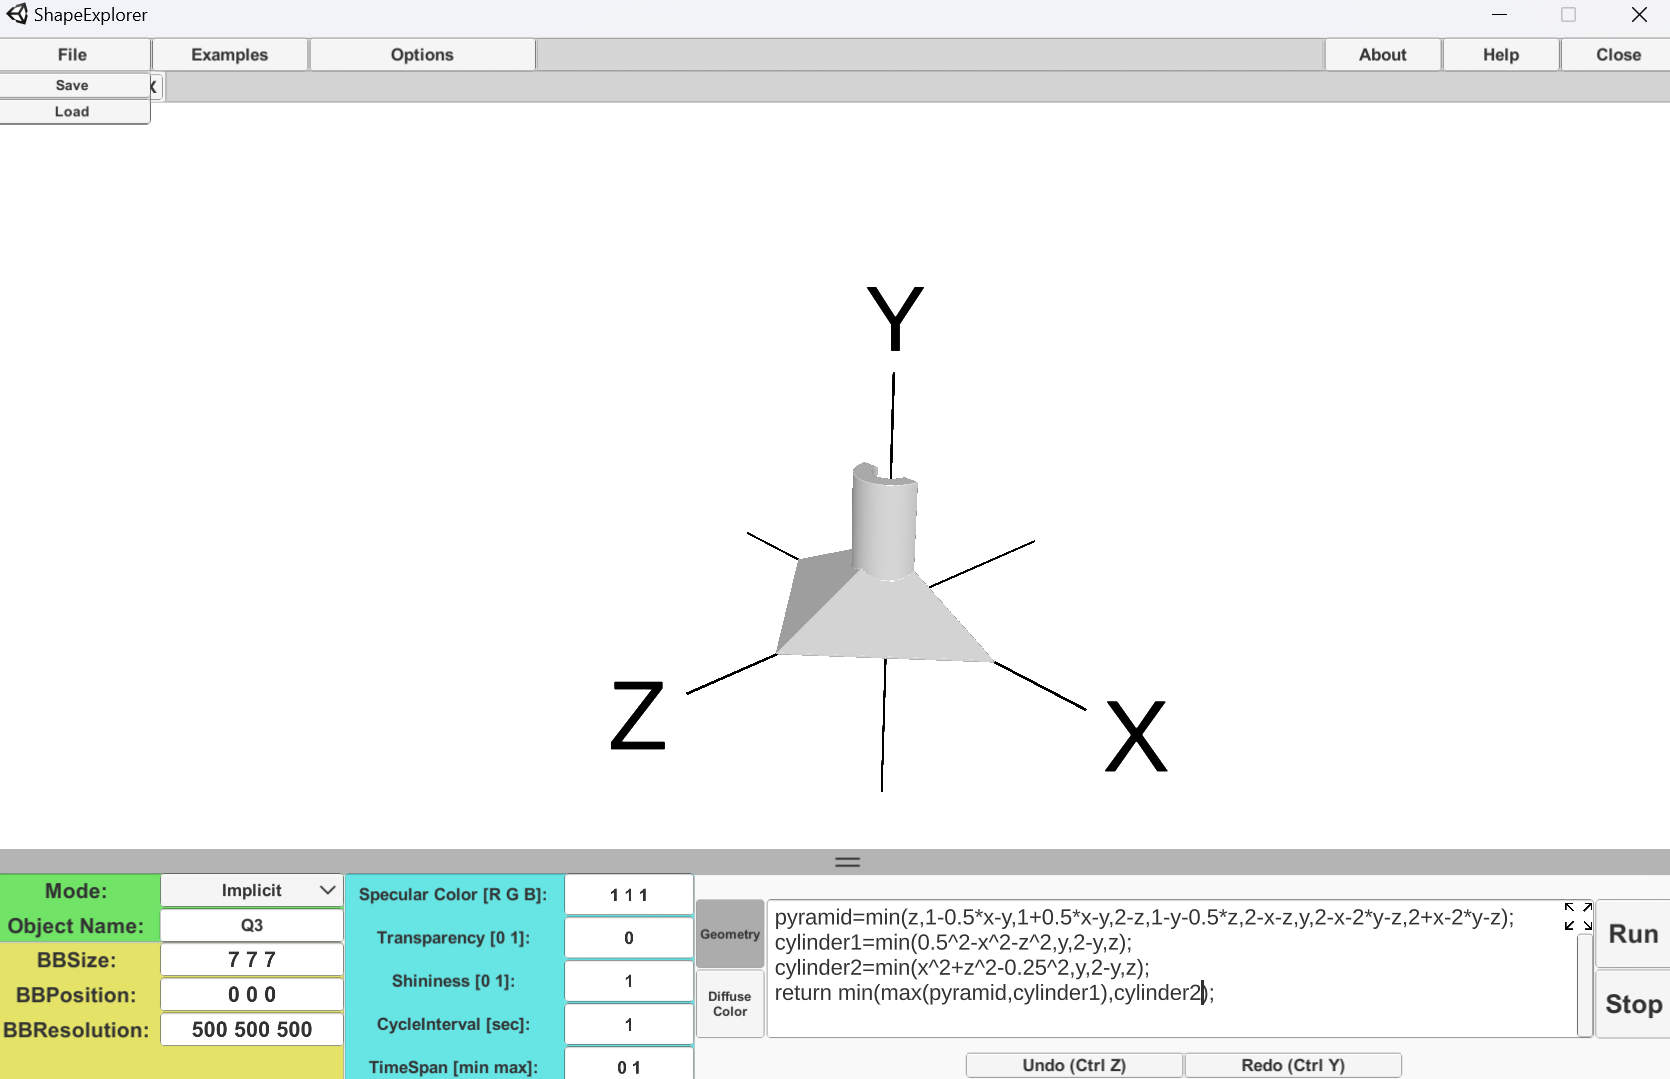 ShapeExplorer
File Examples Options About Help Close
Save
Load
Y
Z
X
Mode: Implicit
Object Name: Q3
BBSize: 7 7 7
BBPosition: 0 0 0
BBResolution: 500 500 500
Specular Color [R G B]: 1 1 1
Transparency [0 1]: 0
Shininess [0 1]: 1
CycleInterval [sec]: 1
TimeSpan [min max]: 0 1
Geometry
Diffuse
Color
pyramid=min(z,1-0.5*x-y,1+0.5*x-y,2-z,1-y-0.5*z,2-x-z,y,2-x-2*y-z,2+x-2*y-z);
cylinder1=min(0.5^2-x^2-z^2,y,2-y,z);
cylinder2=min(x^2+z^2-0.25^2,y,2-y,z);
return min(max(pyramid,cylinder1),cylinder2);
Run
Stop
Undo (Ctrl Z) Redo (Ctrl Y)